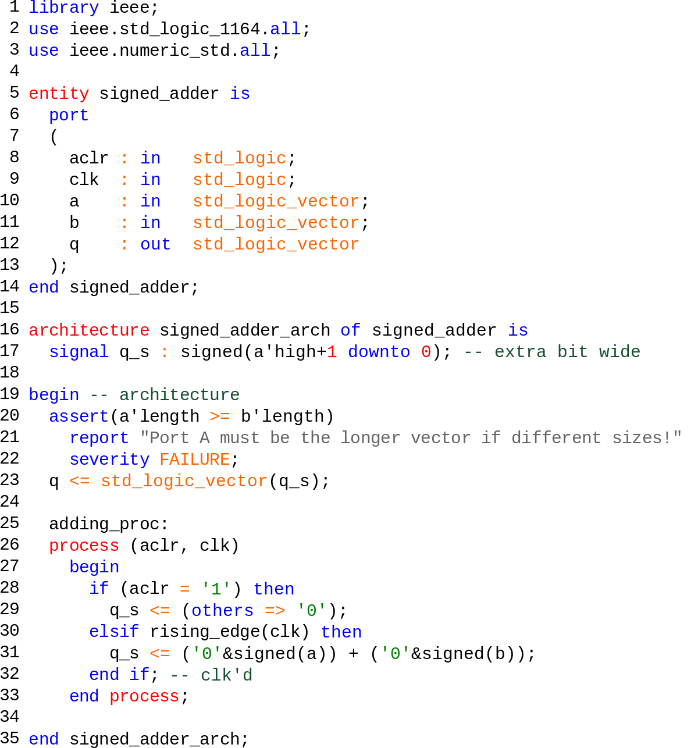 1 library ieee;
2 use ieee.std_logic_1164.all;
3 use ieee.numeric_std.all;
4
5 entity signed_adder is
6   port
7   (
8     aclr : in   std_logic;
9     clk  : in   std_logic;
10     a    : in   std_logic_vector;
11     b    : in   std_logic_vector;
12     q    : out  std_logic_vector
13   );
14 end signed_adder;
15
16 architecture signed_adder_arch of signed_adder is
17   signal q_s : signed(a'high+1 downto 0); -- extra bit wide
18
19 begin -- architecture
20   assert(a'length >= b'length)
21     report "Port A must be the longer vector if different sizes!"
22     severity FAILURE;
23   q <= std_logic_vector(q_s);
24
25   adding_proc:
26   process (aclr, clk)
27     begin
28       if (aclr = '1') then
29         q_s <= (others => '0');
30       elsif rising_edge(clk) then
31         q_s <= ('0'&signed(a)) + ('0'&signed(b));
32       end if; -- clk'd
33     end process;
34
35 end signed_adder_arch;